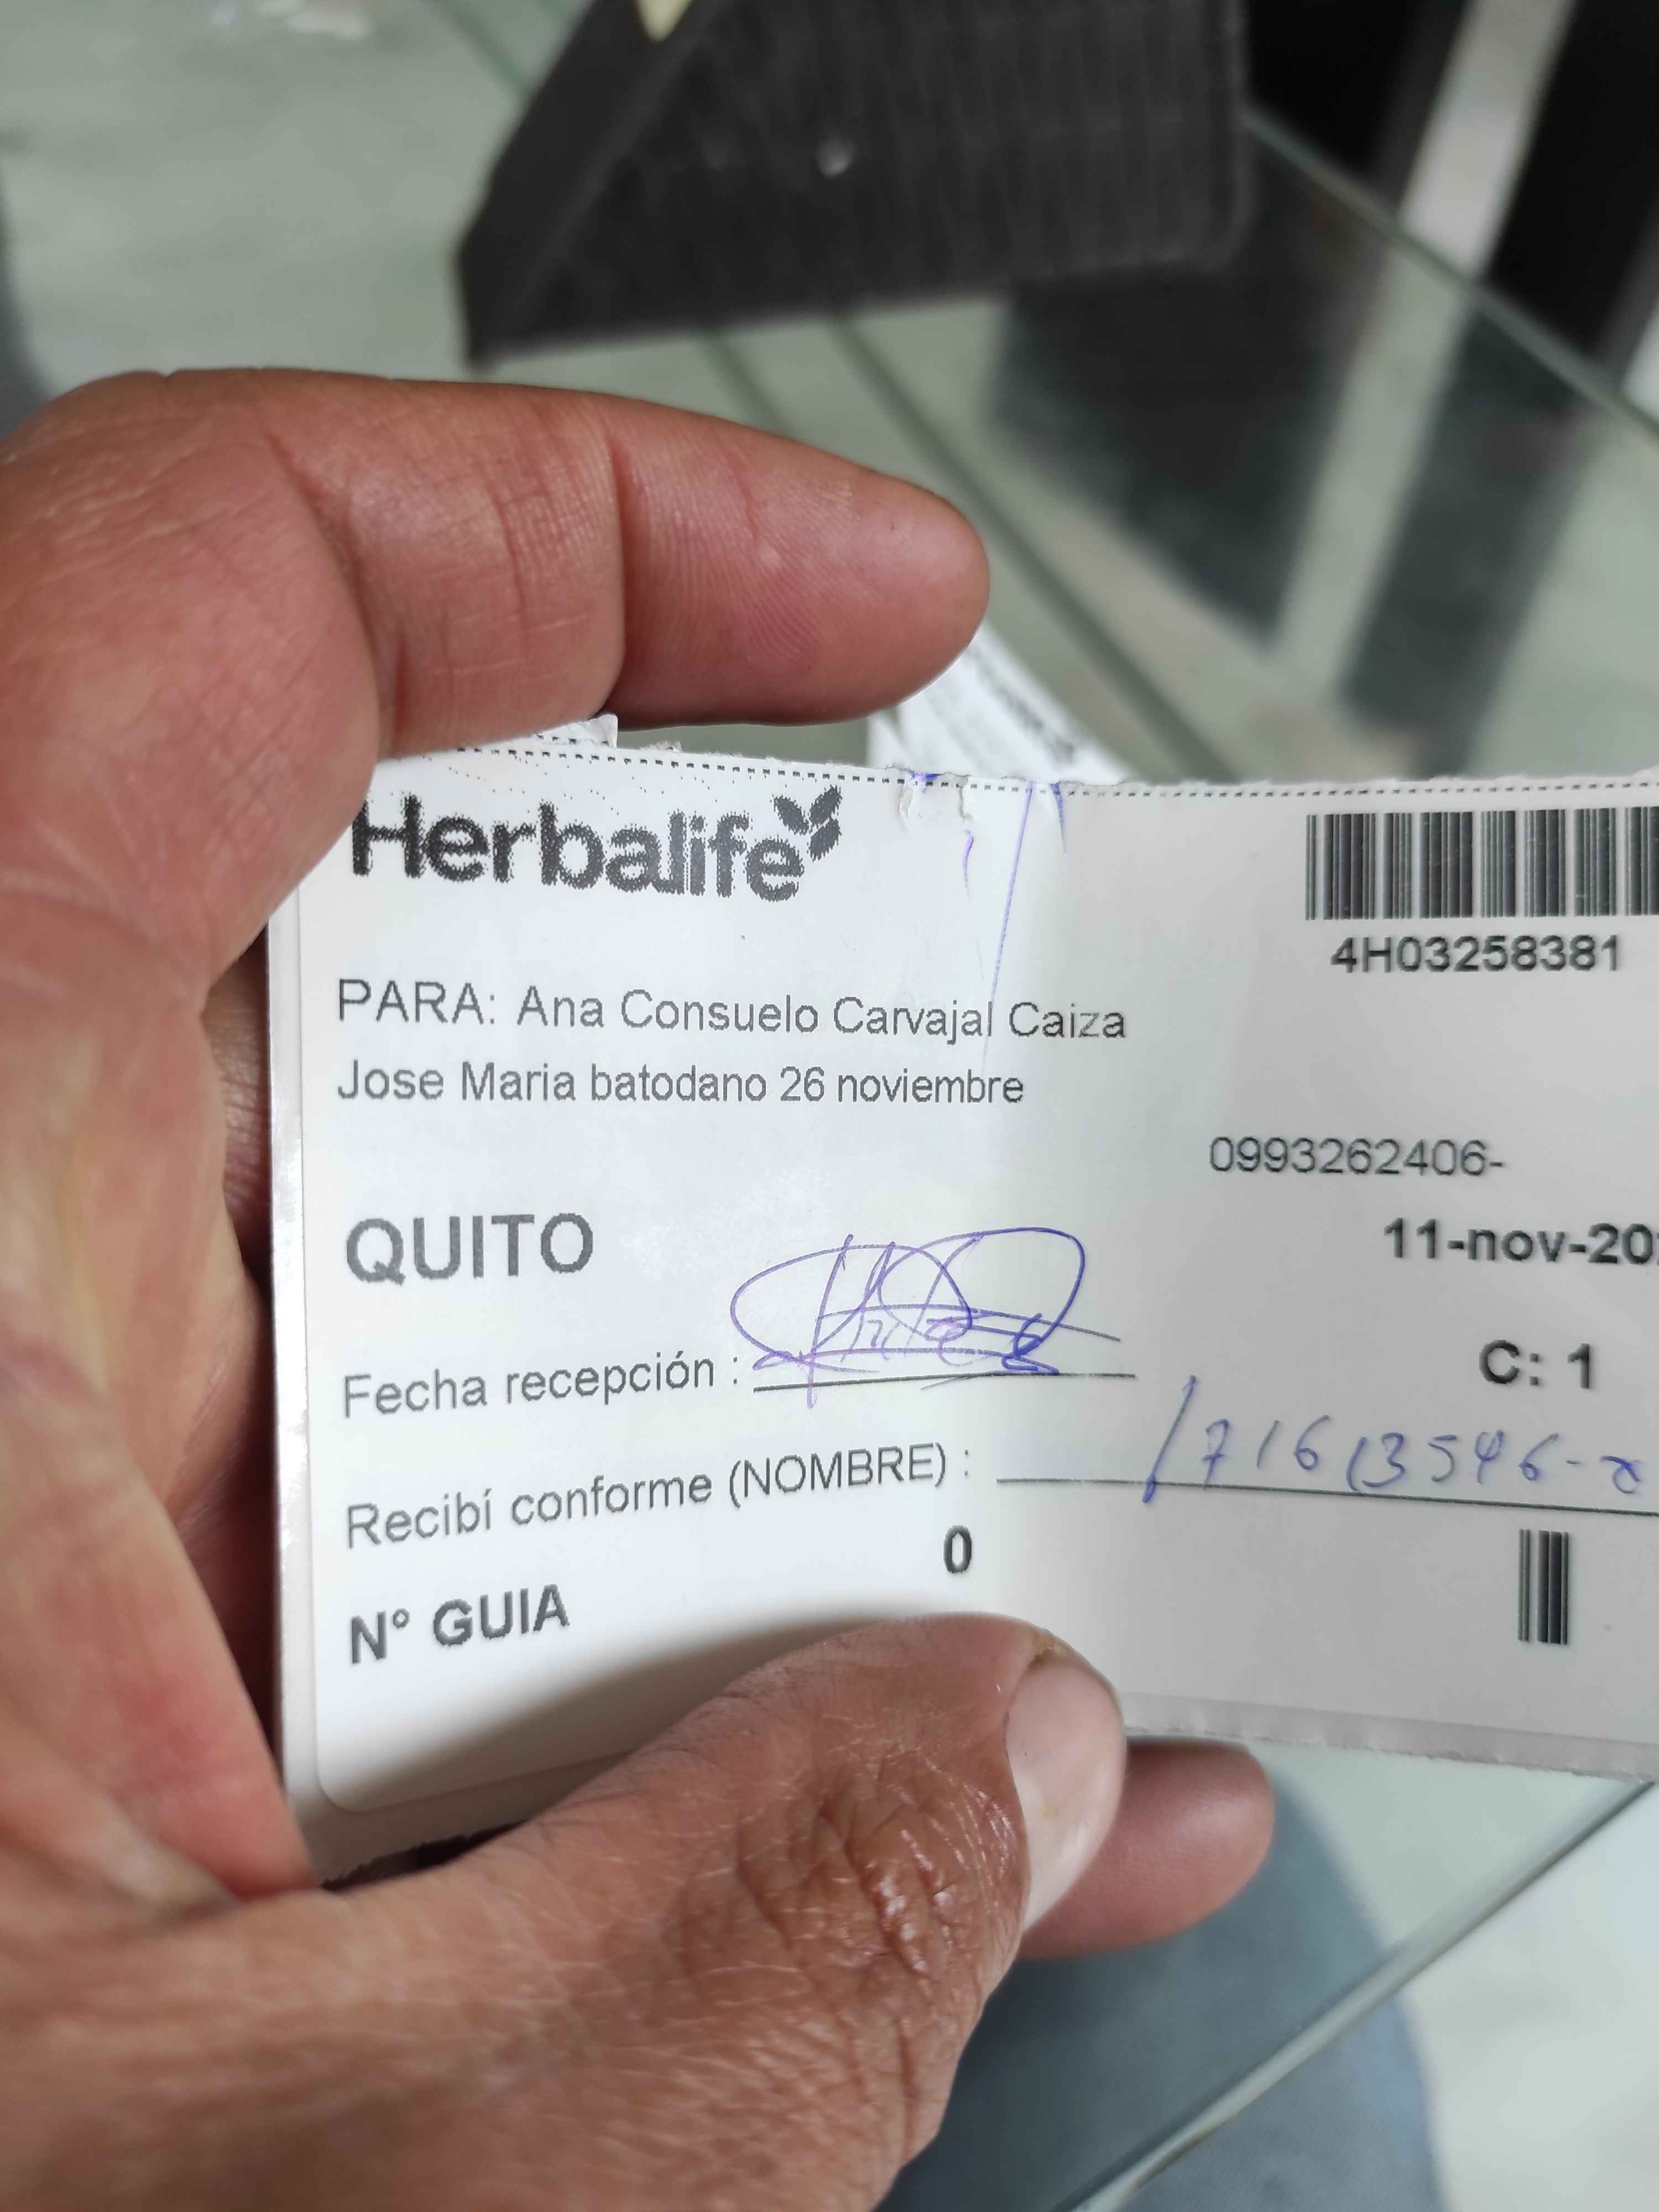 Herbalife
4H03258381
PARA: Ana Consuelo Carvajal Caiza
Jose Maria batodano 26 noviembre
0993262406-
QUITO
11-nov-20
C: 1
Fecha recepción :
Recibí conforme (NOMBRE) : 171613546-
0
N° GUIA